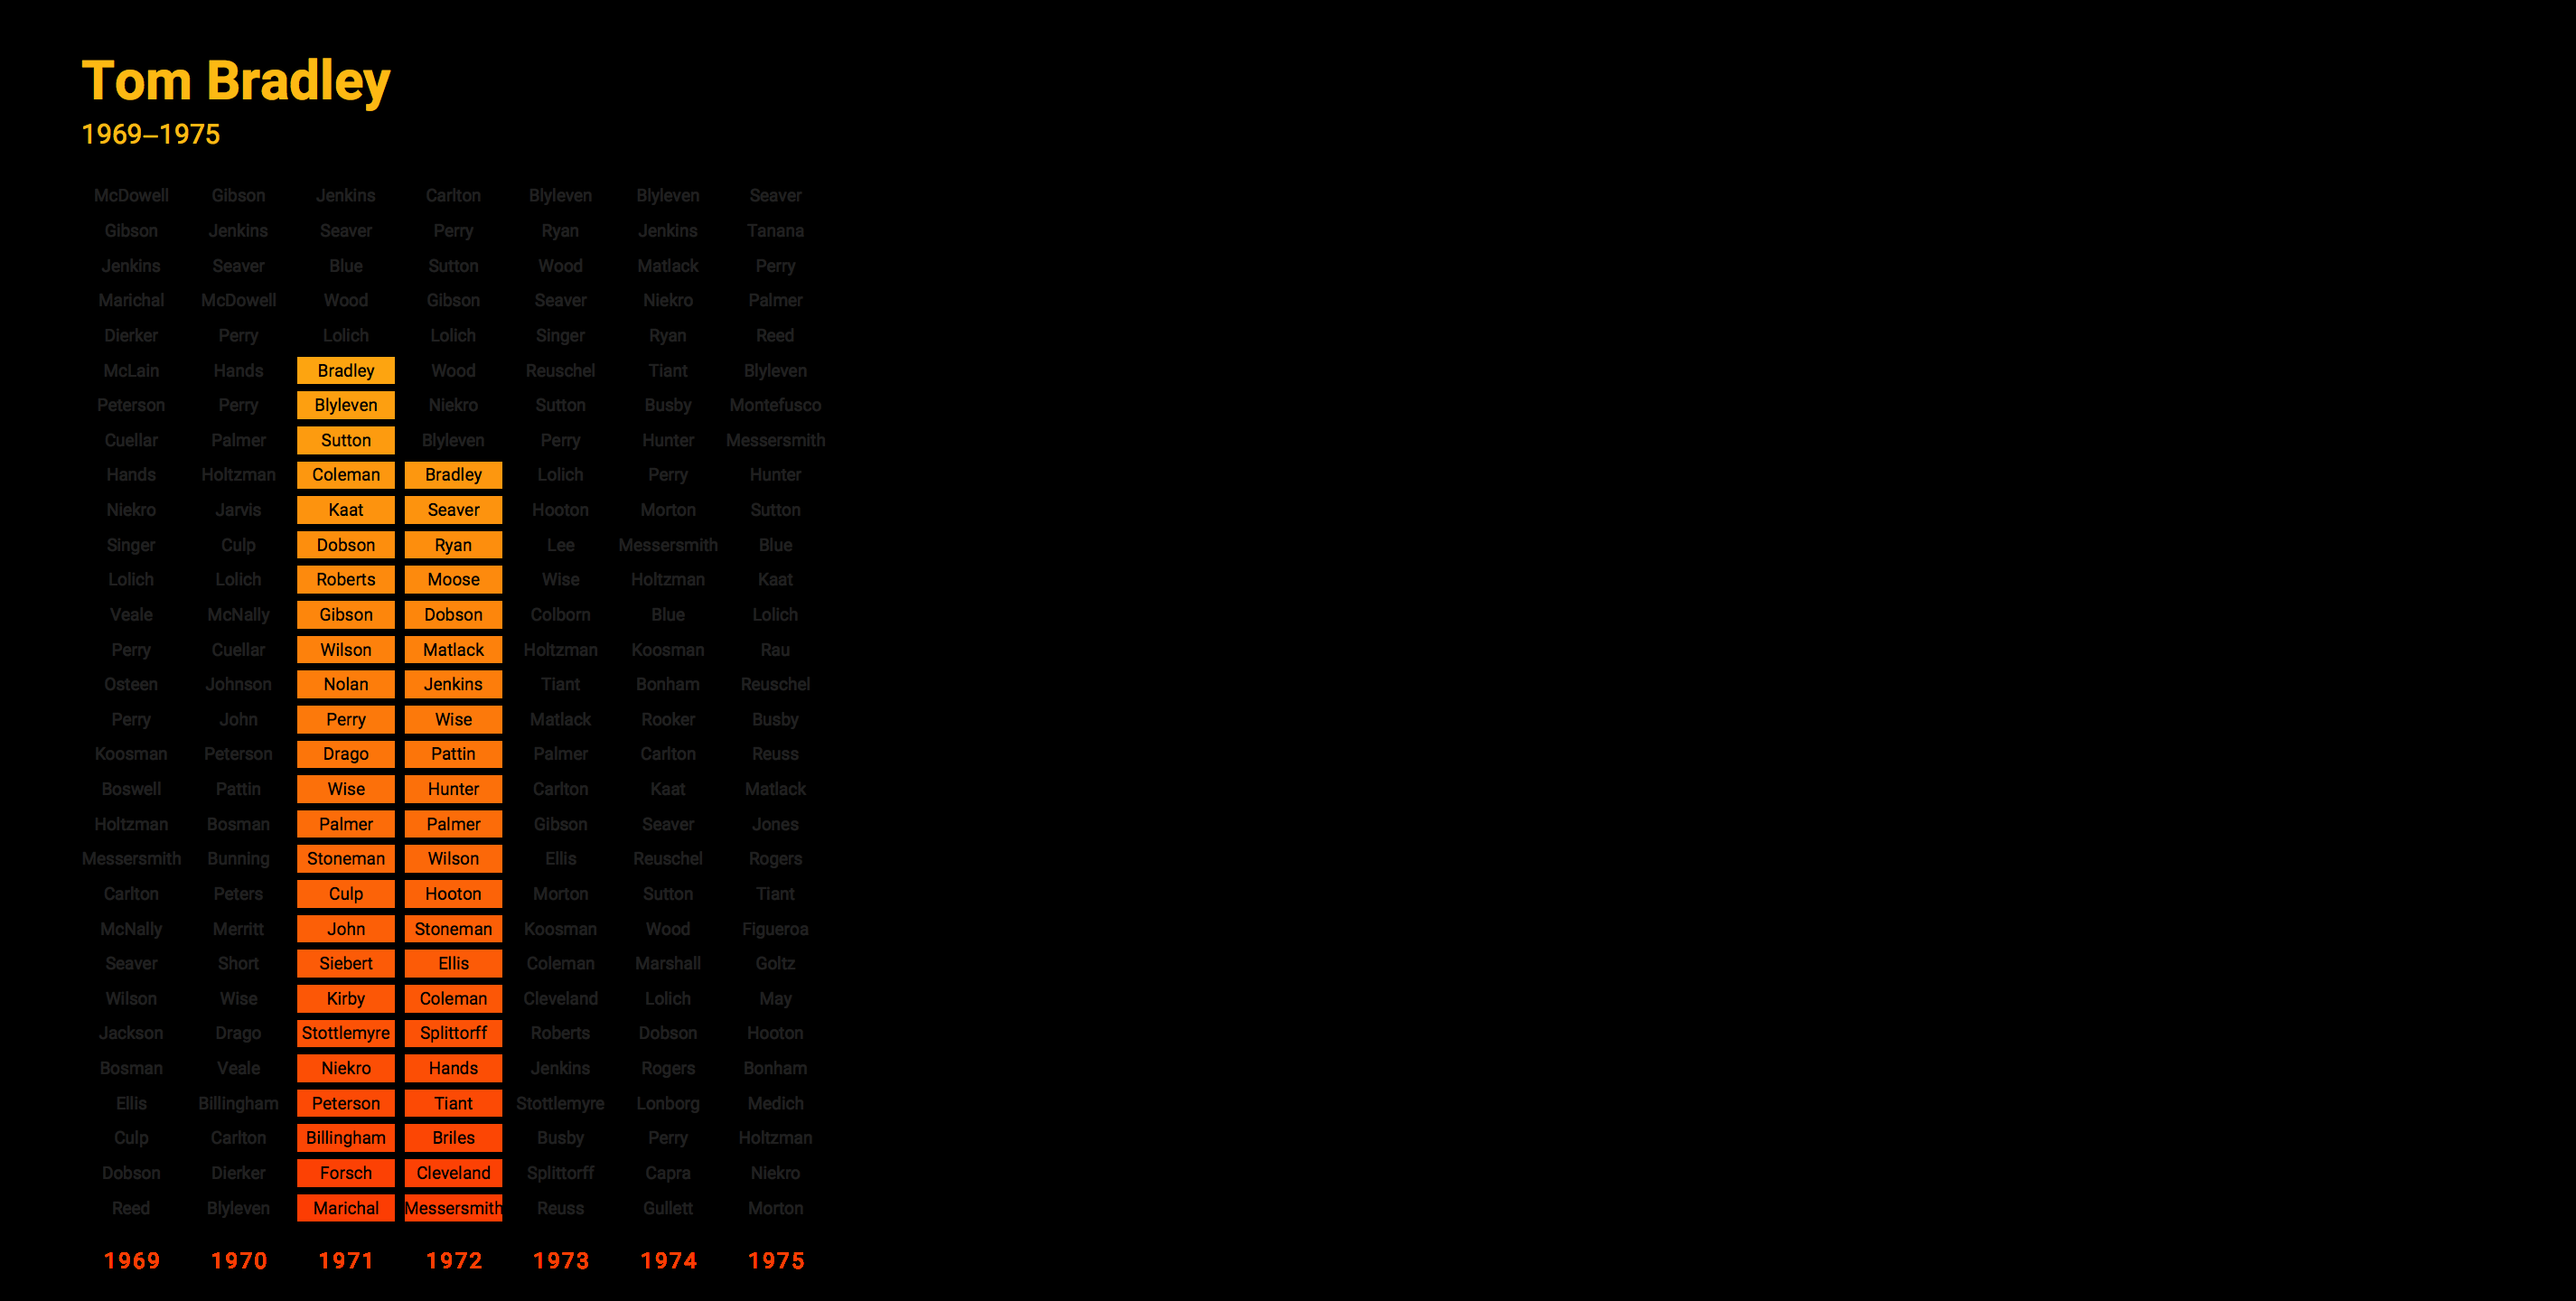 Tom Bradley
1969–1975
McDowell Gibson Jenkins Carlton Blyleven Blyleven Seaver
Gibson Jenkins Seaver Perry Ryan Jenkins Tanana
Jenkins Seaver Blue Sutton Wood Matlack Perry
Marichal McDowell Wood Gibson Seaver Niekro Palmer
Dierker Perry Lolich Lolich Singer Ryan Reed
McLain Hands Bradley Wood Reuschel Tiant Blyleven
Peterson Perry Blyleven Niekro Sutton Busby Montefusco
Cuellar Palmer Sutton Blyleven Perry Hunter Messersmith
Hands Holtzman Coleman Bradley Lolich Perry Hunter
Niekro Jarvis Kaat Seaver Hooton Morton Sutton
Singer Culp Dobson Ryan Lee Messersmith Blue
Lolich Lolich Roberts Moose Wise Holtzman Kaat
Veale McNally Gibson Dobson Colborn Blue Lolich
Perry Cuellar Wilson Matlack Holtzman Koosman Rau
Osteen Johnson Nolan Jenkins Tiant Bonham Reuschel
Perry John Perry Wise Matlack Rooker Busby
Koosman Peterson Drago Pattin Palmer Carlton Reuss
Boswell Pattin Wise Hunter Carlton Kaat Matlack
Holtzman Bosman Palmer Palmer Gibson Seaver Jones
Messersmith Bunning Stoneman Wilson Ellis Reuschel Rogers
Carlton Peters Culp Hooton Morton Sutton Tiant
McNally Merritt John Stoneman Koosman Wood Figueroa
Seaver Short Siebert Ellis Coleman Marshall Goltz
Wilson Wise Kirby Coleman Cleveland Lolich May
Jackson Drago Stottlemyre Splittorff Roberts Dobson Hooton
Bosman Veale Niekro Hands Jenkins Rogers Bonham
Ellis Billingham Peterson Tiant Stottlemyre Lonborg Medich
Culp Carlton Billingham Briles Busby Perry Holtzman
Dobson Dierker Forsch Cleveland Splittorff Capra Niekro
Reed Blyleven Marichal Messersmith Reuss Gullett Morton
1969 1970 1971 1972 1973 1974 1975